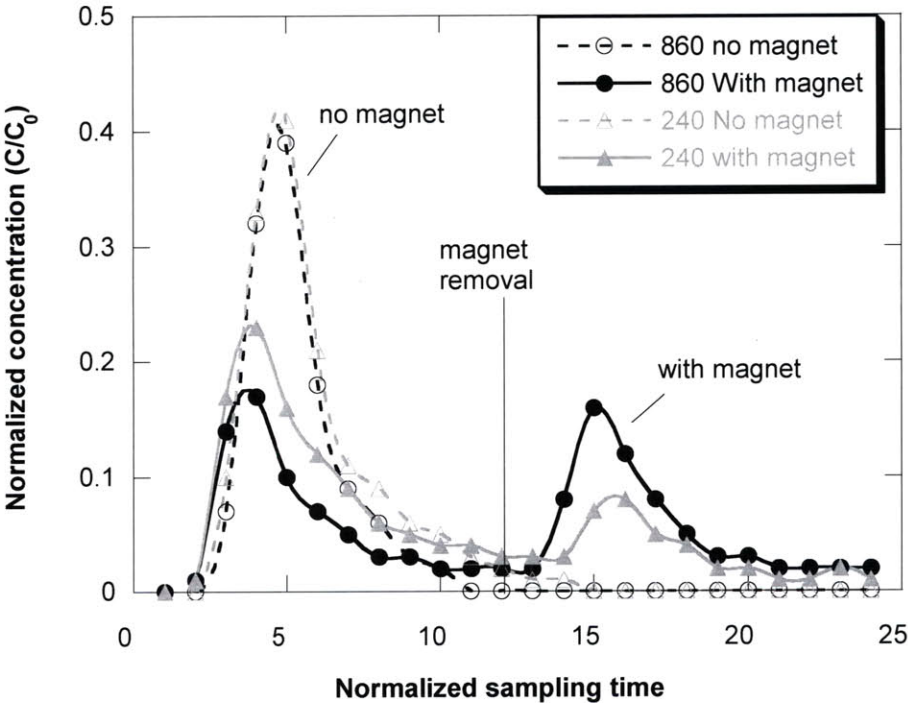 0.5
860 no magnet
860 With magnet
240 No magnet
240 with magnet
no magnet
0.4
0.3
magnet
removal
0.2
with magnet
0.1
0
0 5 10 15 20 25
Normalized concentration (C/C0)
Normalized sampling time